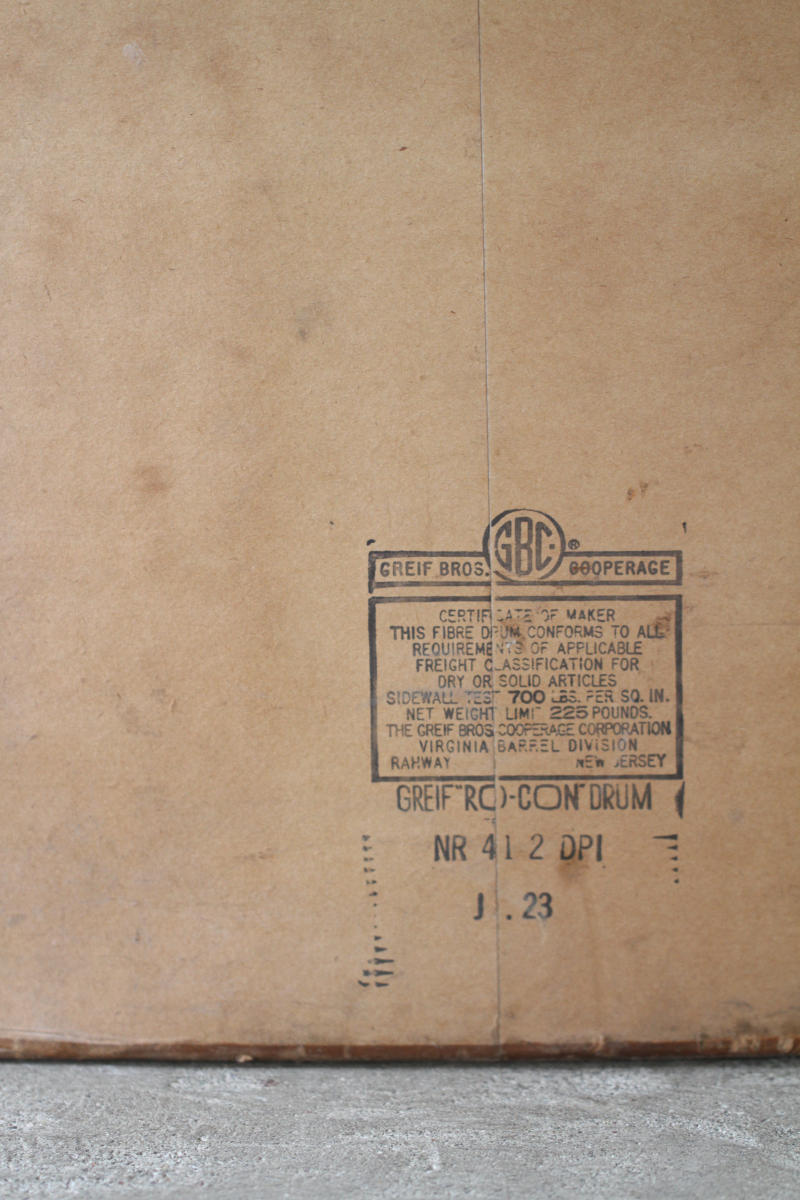 GBC ®
GREIF BROS. COOPERAGE
CERTIFICATE OF MAKER
THIS FIBRE DRUM CONFORMS TO ALL
REQUIREMENTS OF APPLICABLE
FREIGHT CLASSIFICATION FOR
DRY OR SOLID ARTICLES
SIDEWALL TEST 700 LBS. PER SQ. IN.
NET WEIGHT LIMIT 225 POUNDS.
THE GREIF BROS. COOPERAGE CORPORATION
VIRGINIA BARREL DIVISION
RAHWAY NEW JERSEY
GREIF "RO-CON" DRUM
NR 41 2 DPI
J . 23